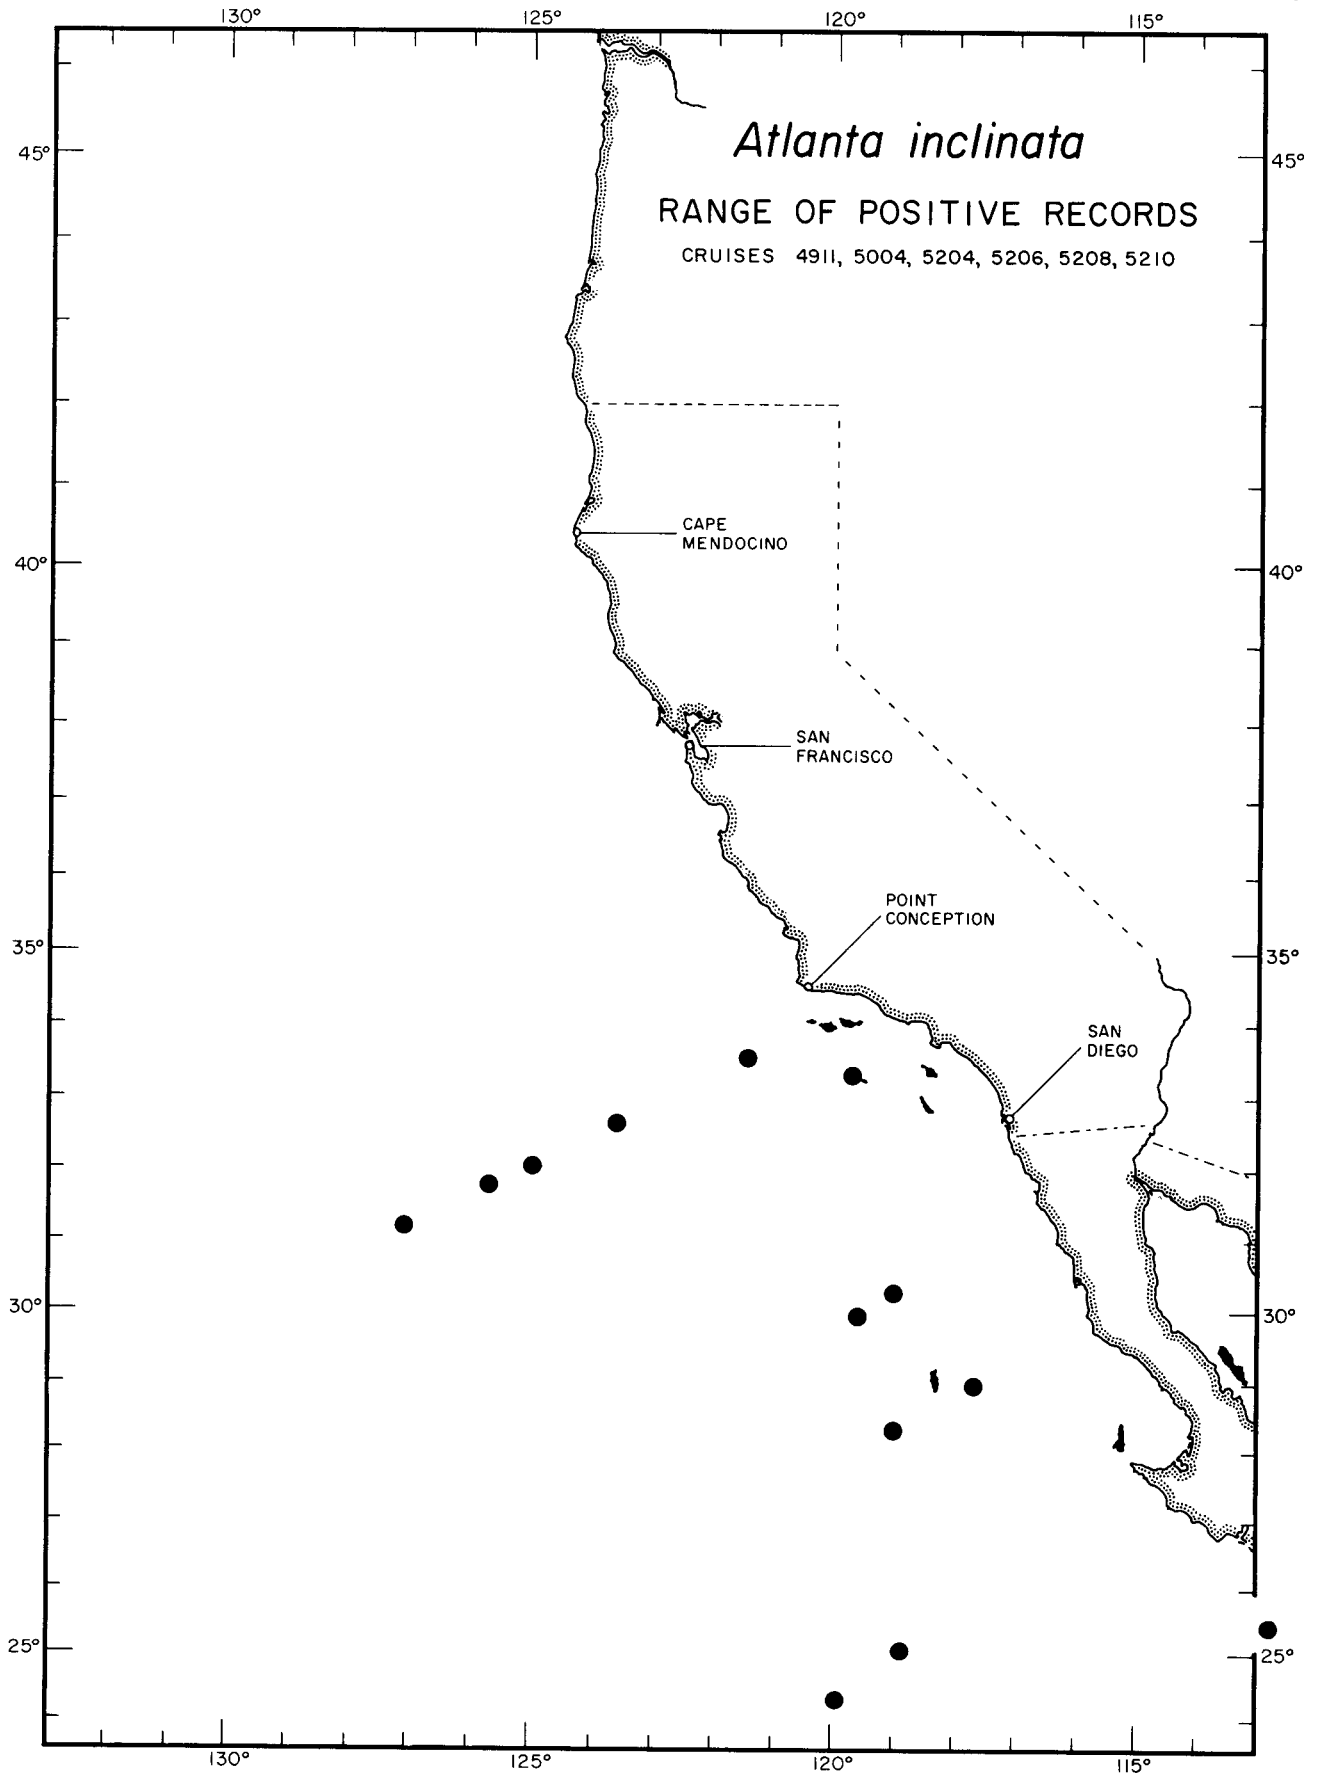 130° 125° 120° 115°
Atlanta inclinata
45° 45°
RANGE OF POSITIVE RECORDS
CRUISES 4911, 5004, 5204, 5206, 5208, 5210
CAPE
MENDOCINO
40° 40°
SAN
FRANCISCO
POINT
CONCEPTION
35° 35°
SAN
DIEGO
30° 30°
25° 25°
130° 125° 120° 115°